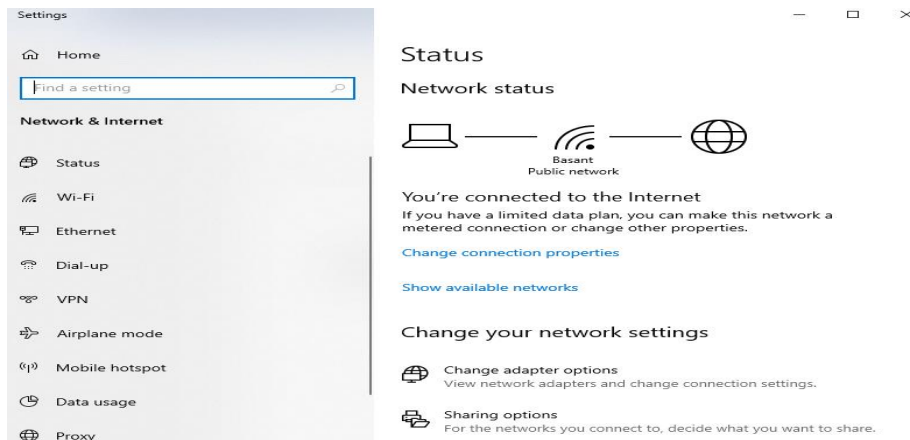 Settings
Home
Find a setting
Network & Internet
Status
Wi-Fi
Ethernet
Dial-up
VPN
Airplane mode
Mobile hotspot
Data usage
Proxy
Status
Network status
Basant
Public network
You're connected to the Internet
If you have a limited data plan, you can make this network a
metered connection or change other properties.
Change connection properties
Show available networks
Change your network settings
Change adapter options
View network adapters and change connection settings.
Sharing options
For the networks you connect to, decide what you want to share.